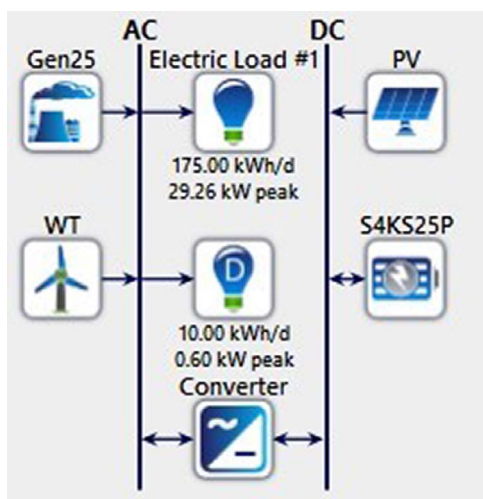 AC DC
Gen25 Electric Load #1 PV
175.00 kWh/d
29.26 kW peak
WT S4KS25P
D
10.00 kWh/d
0.60 kW peak
Converter